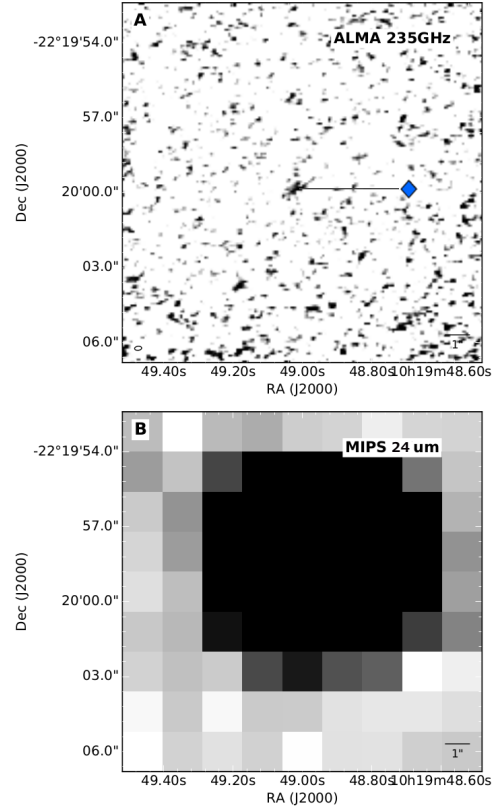 A
ALMA 235GHz
-22°19'54.0"
57.0"
20'00.0"
03.0"
06.0"
Dec (J2000)
1"
49.40s 49.20s 49.00s 48.80s 10h19m48.60s
RA (J2000)
B
MIPS 24 um
-22°19'54.0"
57.0"
20'00.0"
03.0"
06.0"
Dec (J2000)
1"
49.40s 49.20s 49.00s 48.80s 10h19m48.60s
RA (J2000)